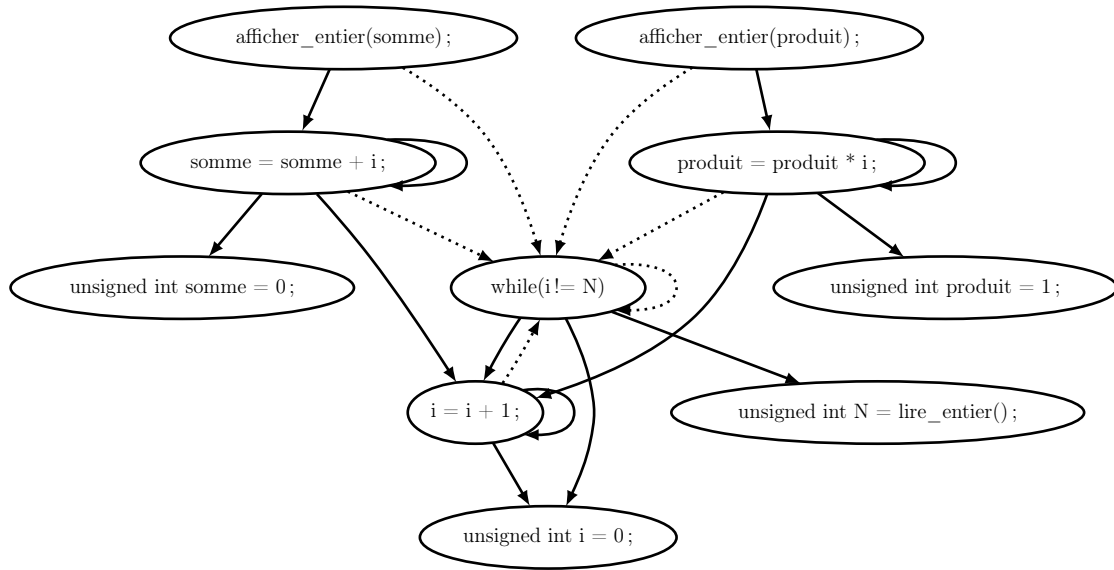 afficher_entier(somme) ;
afficher_entier(produit) ;
somme = somme + i ;
produit = produit * i ;
unsigned int somme = 0 ;
while(i != N)
unsigned int produit = 1 ;
i = i + 1 ;
unsigned int N = lire_entier() ;
unsigned int i = 0 ;